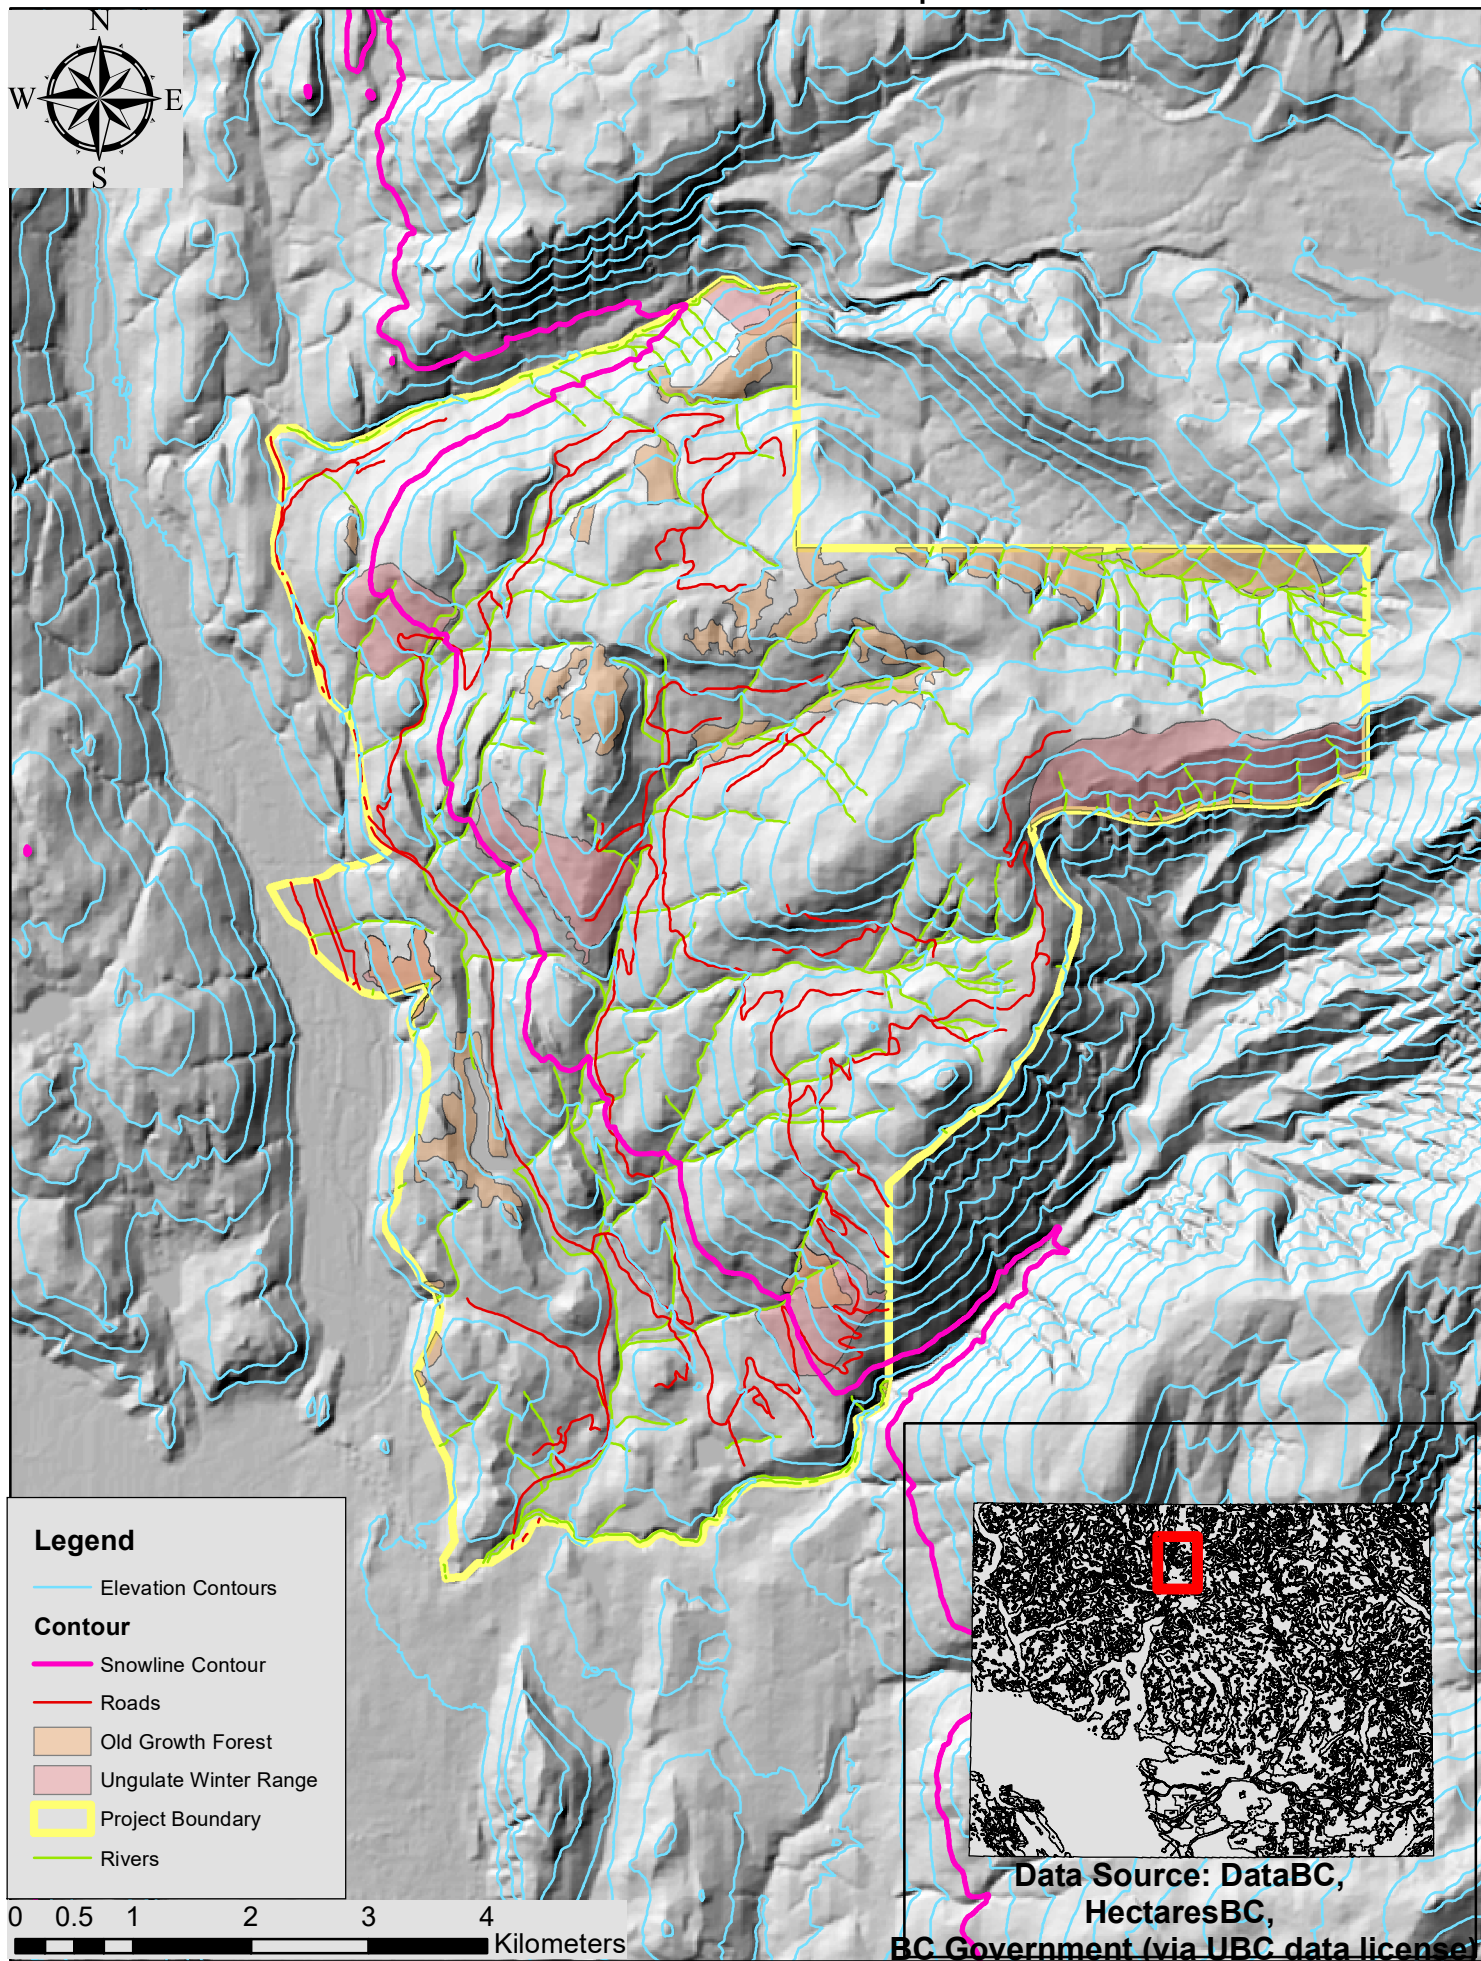 N
W E
S
Legend
Elevation Contours
Contour
Snowline Contour
Roads
Old Growth Forest
Ungulate Winter Range
Project Boundary
Rivers
0 0.5 1 2 3 4
Kilometers
Data Source: DataBC,
HectaresBC,
BC Government (via UBC data license)